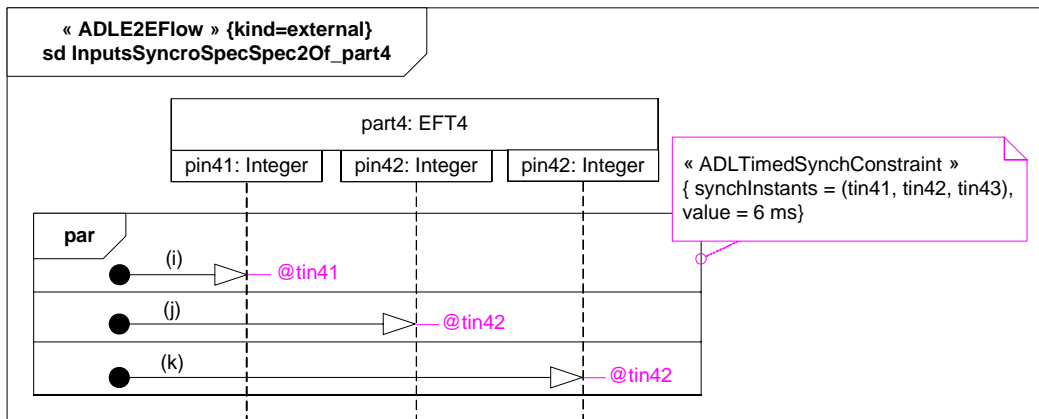 « ADLE2EFlow » {kind=external}
sd InputsSyncroSpecSpec2Of_part4
part4: EFT4
pin41: Integer
pin42: Integer
pin42: Integer
« ADLTimedSynchConstraint »
{ synchInstants = (tin41, tin42, tin43),
value = 6 ms}
par
(i)
@tin41
(j)
@tin42
(k)
@tin42